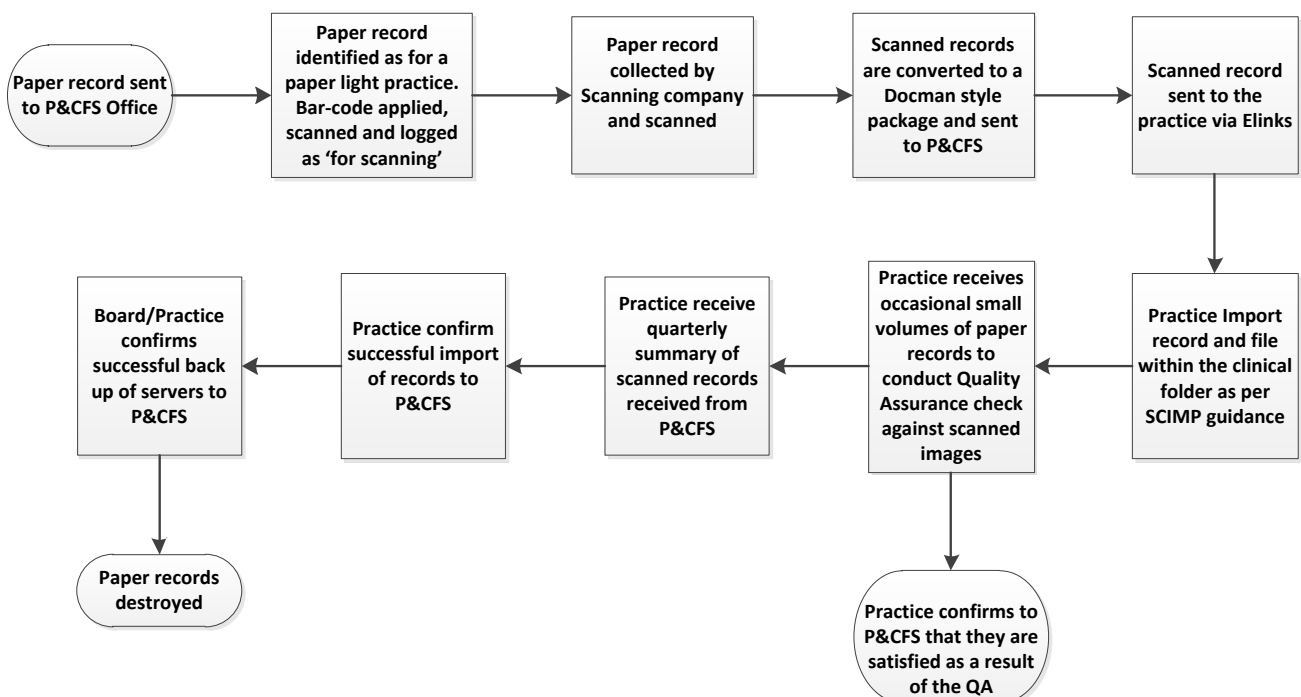 Paper record sent
to P&CFS Office
Paper record
identified as for a
paper light practice.
Bar-code applied,
scanned and logged
as ‘for scanning’
Paper record
collected by
Scanning company
and scanned
Scanned records
are converted to a
Docman style
package and sent
to P&CFS
Scanned record
sent to the
practice via Elinks
Practice Import
record and file
within the clinical
folder as per
SCIMP guidance
Practice receives
occasional small
volumes of paper
records to
conduct Quality
Assurance check
against scanned
images
Practice receive
quarterly
summary of
scanned records
received from
P&CFS
Practice confirm
successful import
of records to
P&CFS
Board/Practice
confirms
successful back
up of servers to
P&CFS
Paper records
destroyed
Practice confirms to
P&CFS that they are
satisfied as a result
of the QA